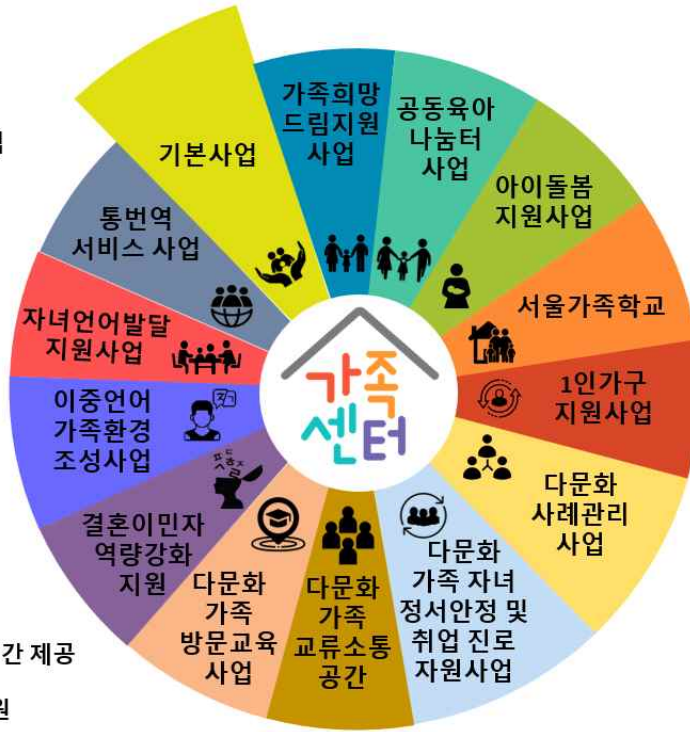 가족희망
드림지원
사업
공동육아
나눔터
사업
아이돌봄
지원사업
서울가족학교
1인가구
지원사업
다문화
사례관리
사업
다문화
가족 자녀
정서안정 및
취업 진로
자원사업
다문화
가족
교류소통
공간
다문화
가족
방문교육
사업
결혼이민자
역량강화
지원
이중언어
가족환경
조성사업
자녀언어발달
지원사업
통번역
서비스 사업
기본사업
가족
센터
간 제공